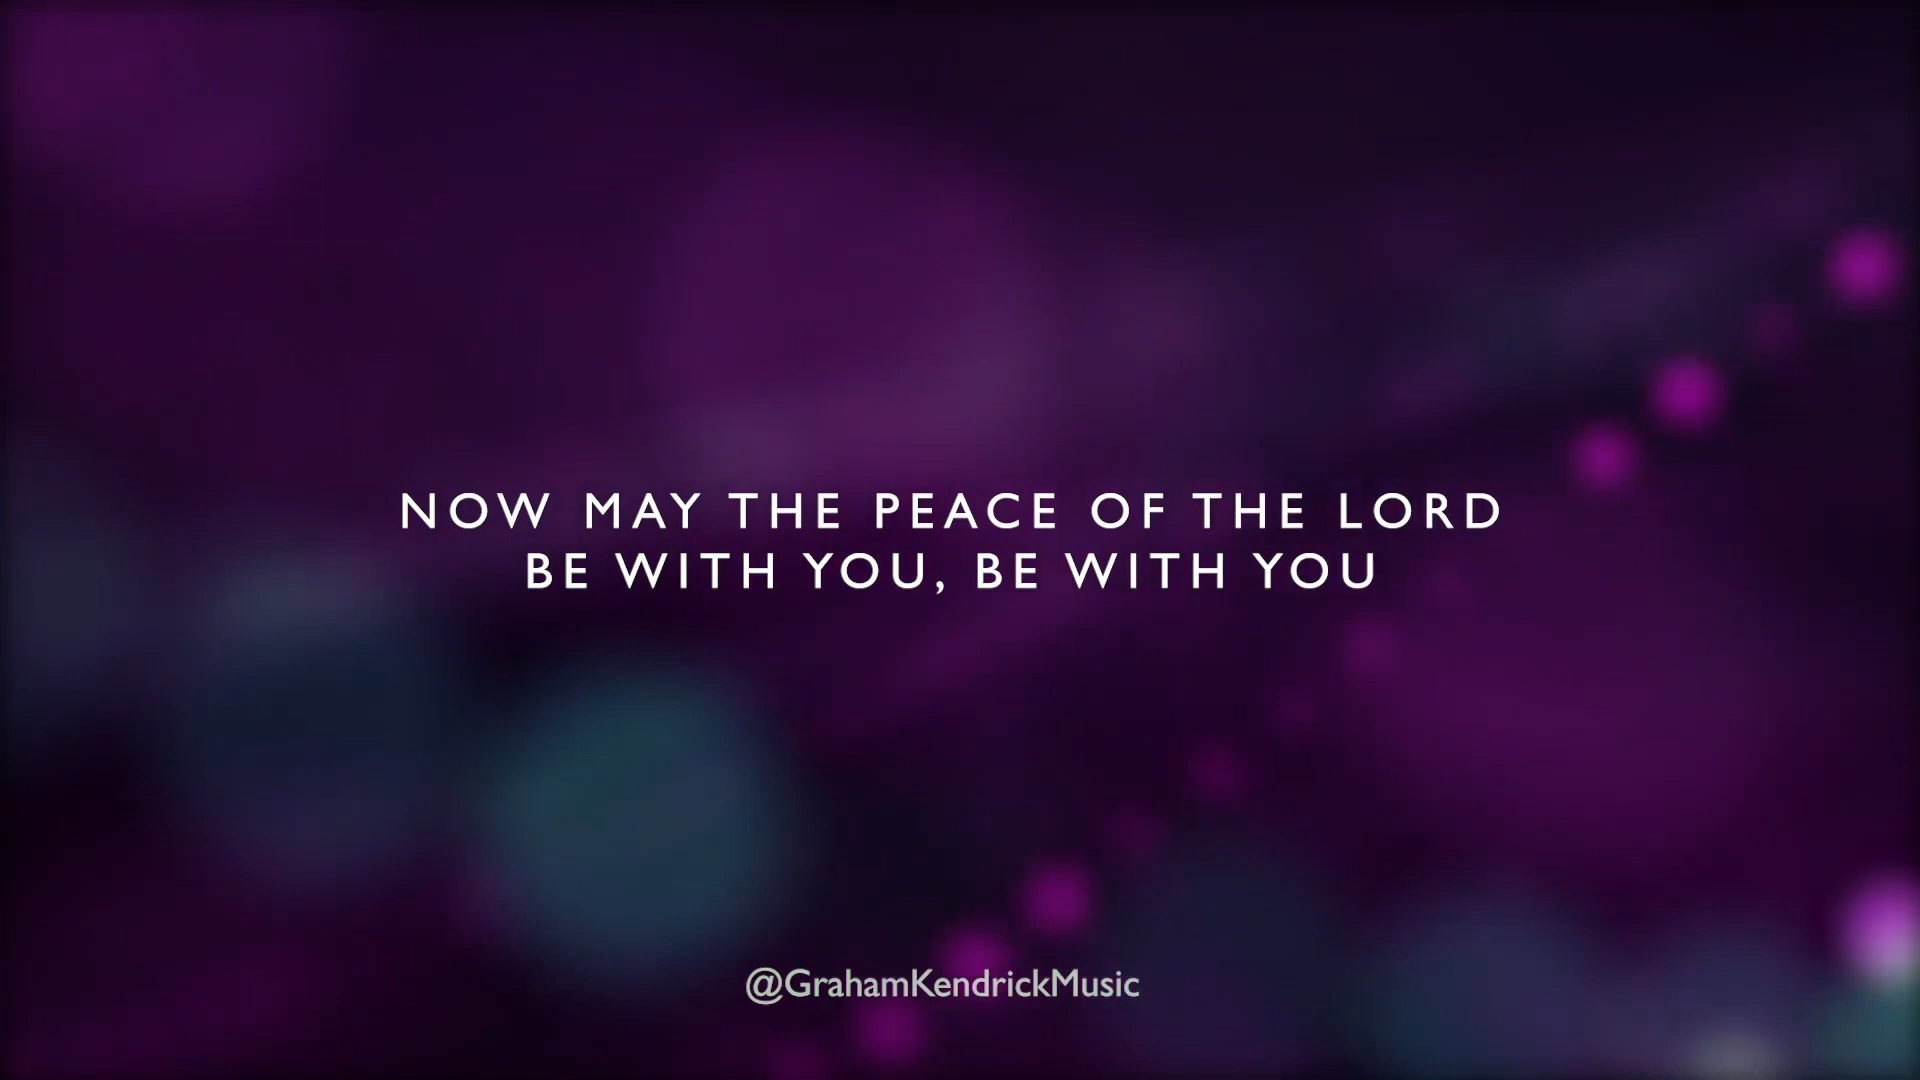 NOW MAY THE PEACE OF THE LORD
BE WITH YOU, BE WITH YOU
@GrahamKendrickMusic